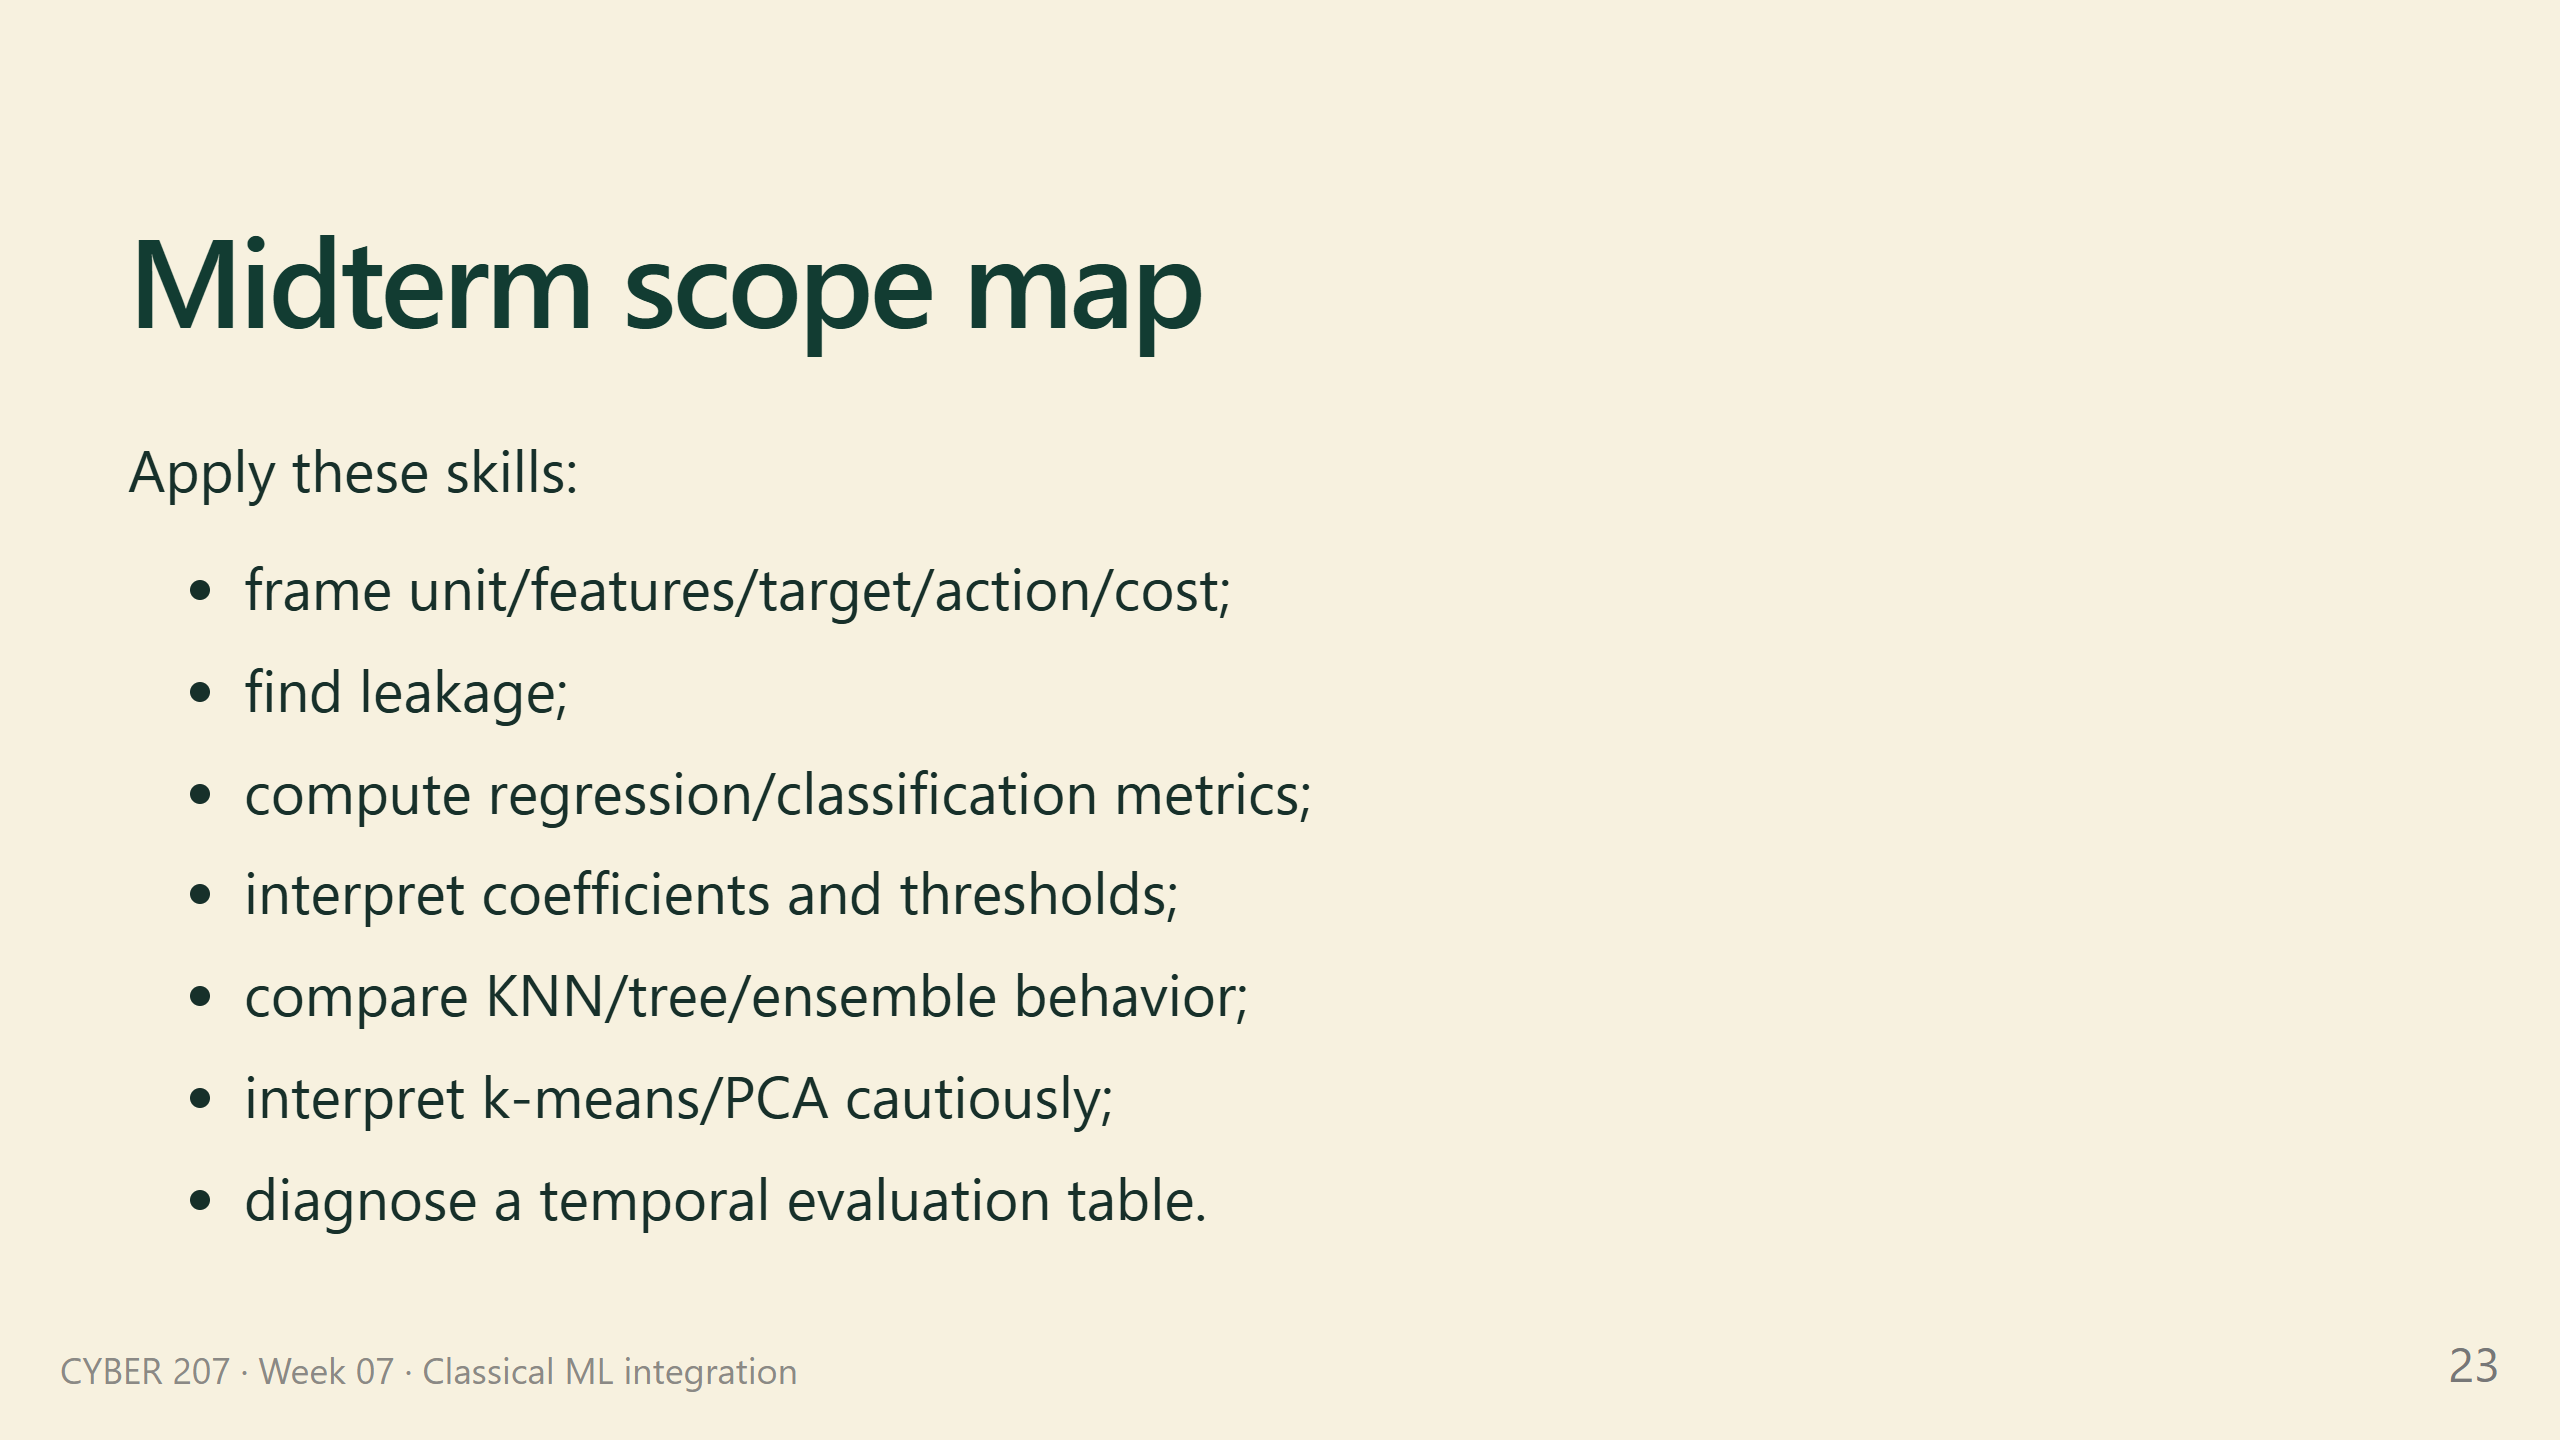 Midterm scope map
Apply these skills:
• frame unit/features/target/action/cost;
• find leakage;
• compute regression/classification metrics;
• interpret coefficients and thresholds;
• compare KNN/tree/ensemble behavior;
• interpret k-means/PCA cautiously;
• diagnose a temporal evaluation table.
CYBER 207 · Week 07 · Classical ML integration
23